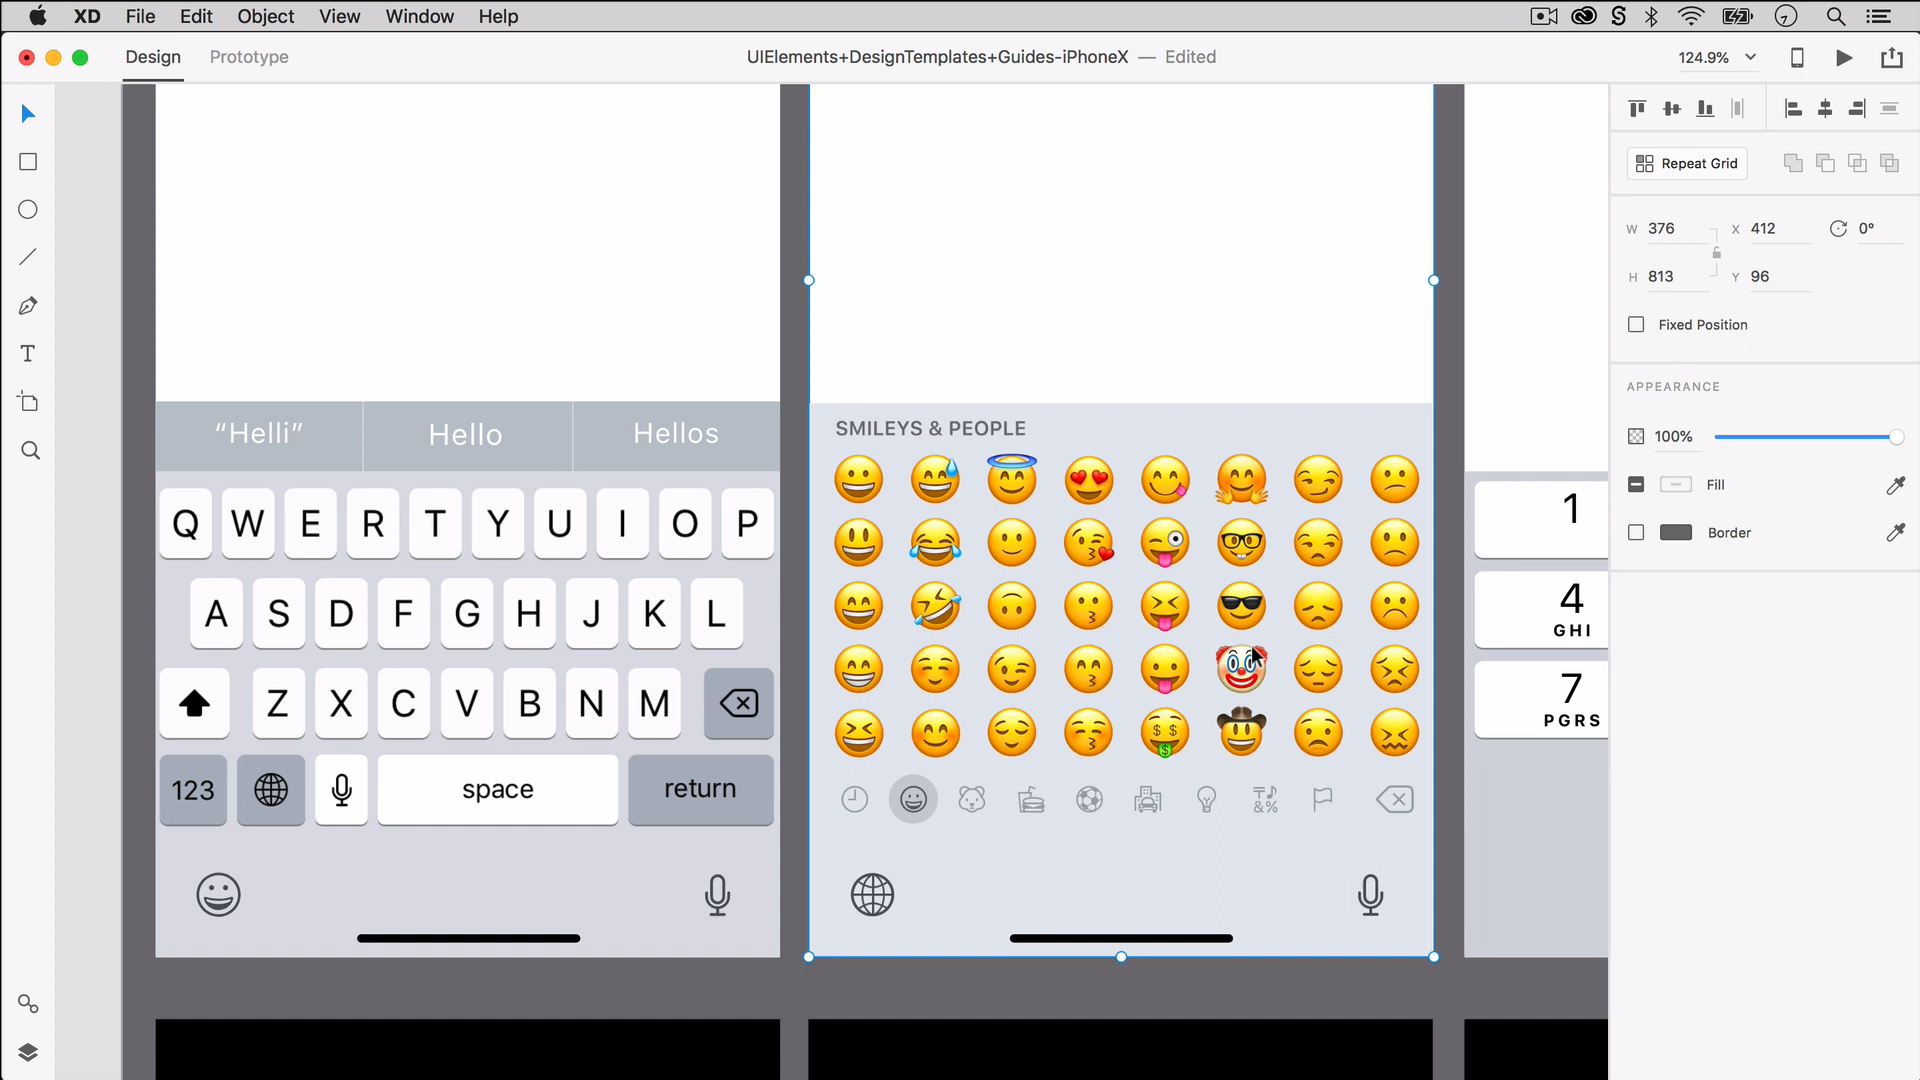 XD File Edit Object View Window Help
Design Prototype
UIElements+DesignTemplates+Guides-iPhoneX — Edited
124.9%
Repeat Grid
W 376 X 412 0°
H 813 Y 96
Fixed Position
APPEARANCE
100%
Fill
Border
“Helli” Hello Hellos
Q W E R T Y U I O P
A S D F G H J K L
Z X C V B N M
123 space return
SMILEYS & PEOPLE
&%
1
4
GHI
7
PGRS